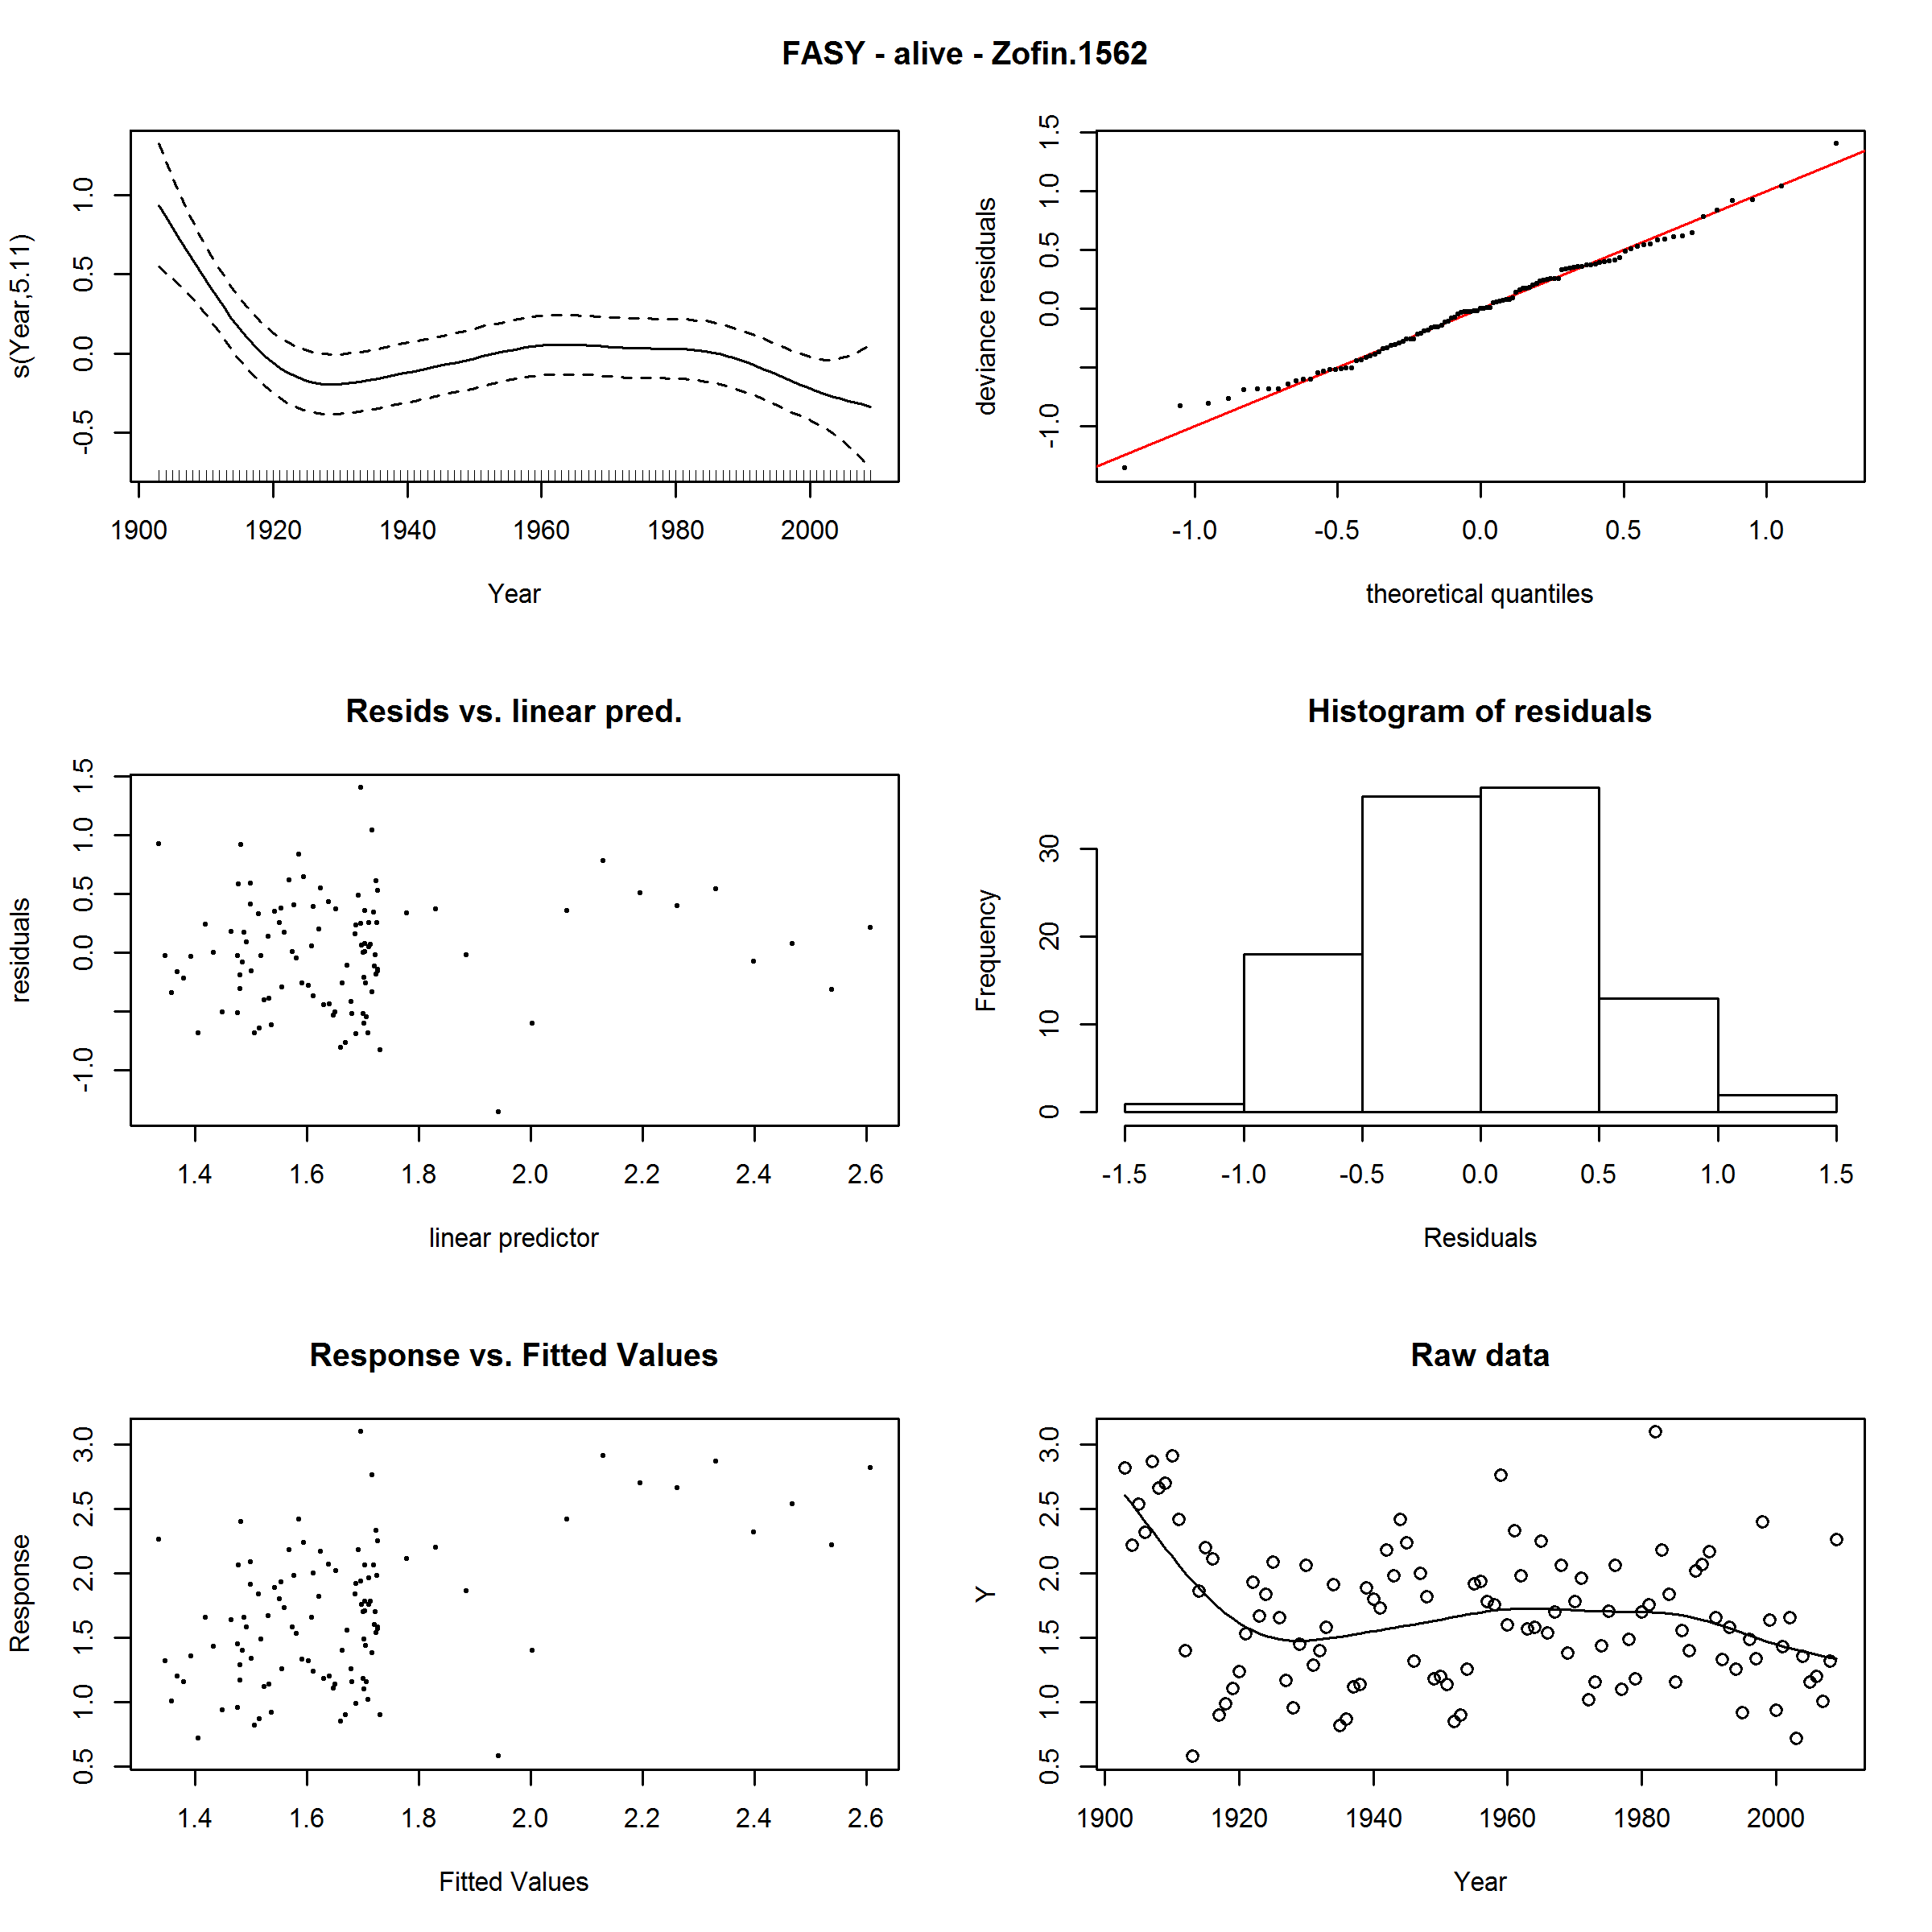 FASY - alive - Zofin.1562
s(Year,5.11)
1.0
0.5
0.0
-0.5
1900 1920 1940 1960 1980 2000
Year
deviance residuals
1.5
1.0
0.5
0.0
-1.0
-1.0 -0.5 0.0 0.5 1.0
theoretical quantiles
Resids vs. linear pred.
residuals
1.5
1.0
0.5
0.0
-1.0
1.4 1.6 1.8 2.0 2.2 2.4 2.6
linear predictor
Histogram of residuals
Frequency
30
20
10
0
-1.5 -1.0 -0.5 0.0 0.5 1.0 1.5
Residuals
Response vs. Fitted Values
Response
3.0
2.5
2.0
1.5
1.0
0.5
1.4 1.6 1.8 2.0 2.2 2.4 2.6
Fitted Values
Raw data
Y
3.0
2.5
2.0
1.5
1.0
0.5
1900 1920 1940 1960 1980 2000
Year